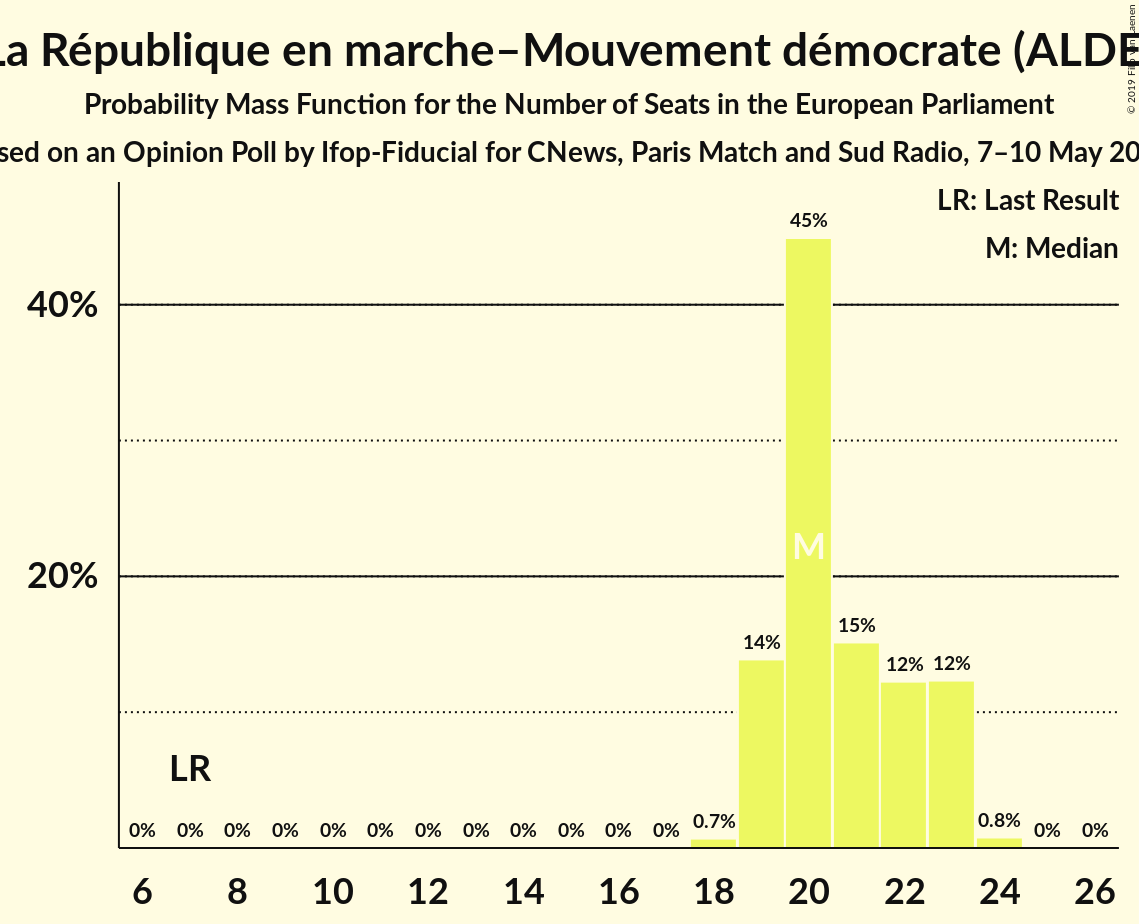 La République en marche–Mouvement démocrate (ALDE
Probability Mass Function for the Number of Seats in the European Parliament
sed on an Opinion Poll by Ifop-Fiducial for CNews, Paris Match and Sud Radio, 7–10 May 20
LR: Last Result
M: Median
45%
40%
M
20%
15%
14%
12% 12%
LR
0% 0% 0% 0% 0% 0% 0% 0% 0% 0% 0% 0% 0.7% 0.8% 0% 0%
6 8 10 12 14 16 18 20 22 24 26
© 2019